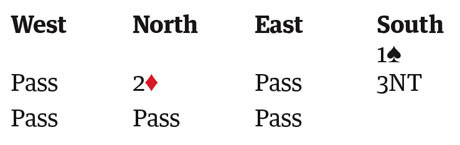 West North East South
1♠
Pass 2♦ Pass 3NT
Pass Pass Pass